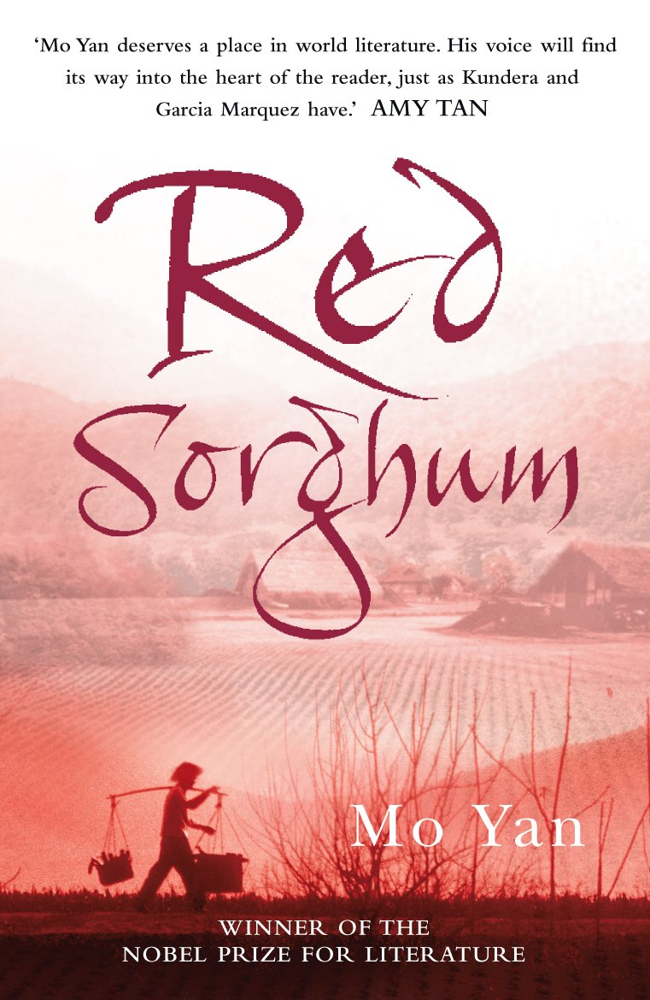 ‘Mo Yan deserves a place in world literature. His voice will find
its way into the heart of the reader, just as Kundera and
Garcia Marquez have.’ AMY TAN
Red
Sorghum
Mo Yan
WINNER OF THE
NOBEL PRIZE FOR LITERATURE